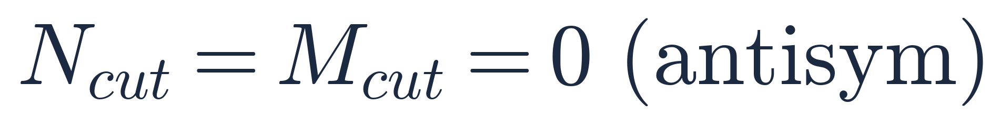 N_{cut} = M_{cut} = 0 (antisym)